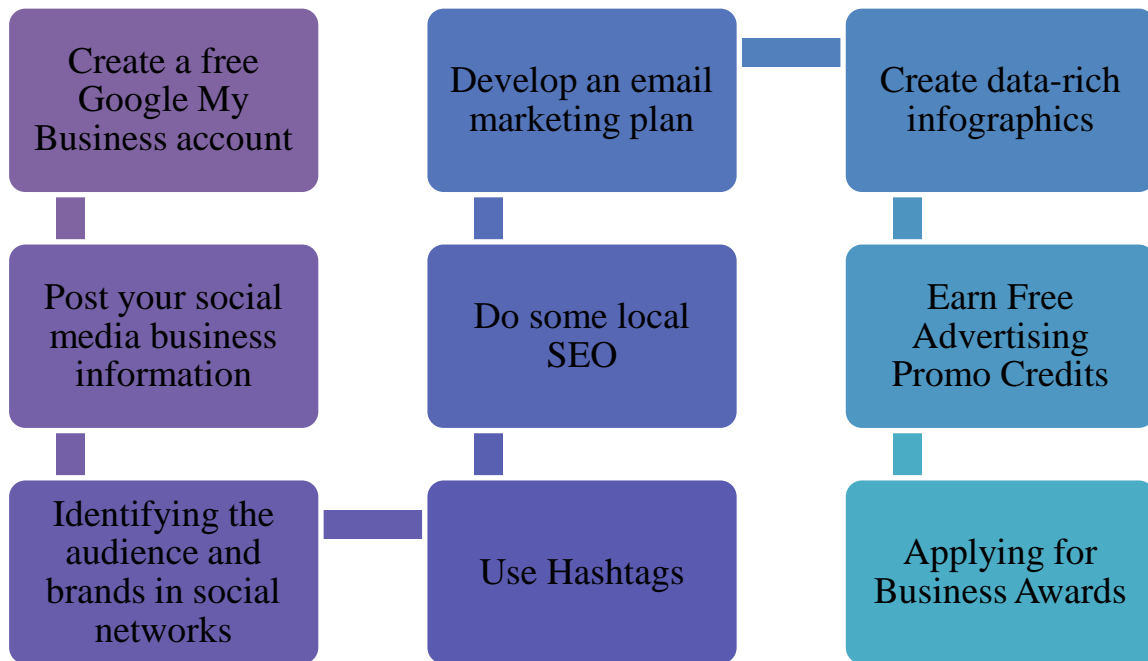 Create a free
Google My
Business account
Post your social
media business
information
Identifying the
audience and
brands in social
networks
Use Hashtags
Do some local
SEO
Develop an email
marketing plan
Create data-rich
infographics
Earn Free
Advertising
Promo Credits
Applying for
Business Awards